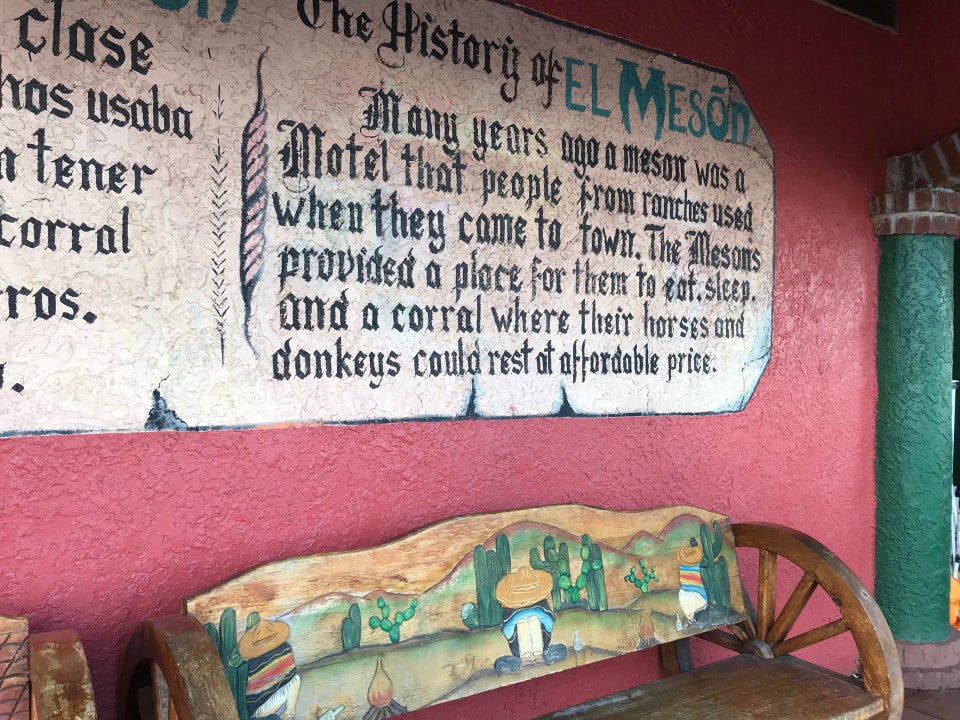 clase
usaba
tener
corral
The History of EL MESÓN
Many years ago a meson was a
Motel that people from ranches used
when they came to town. The Mesons
provided a place for them to eat. sleep.
and a corral where their horses and
donkeys could rest at affordable price.